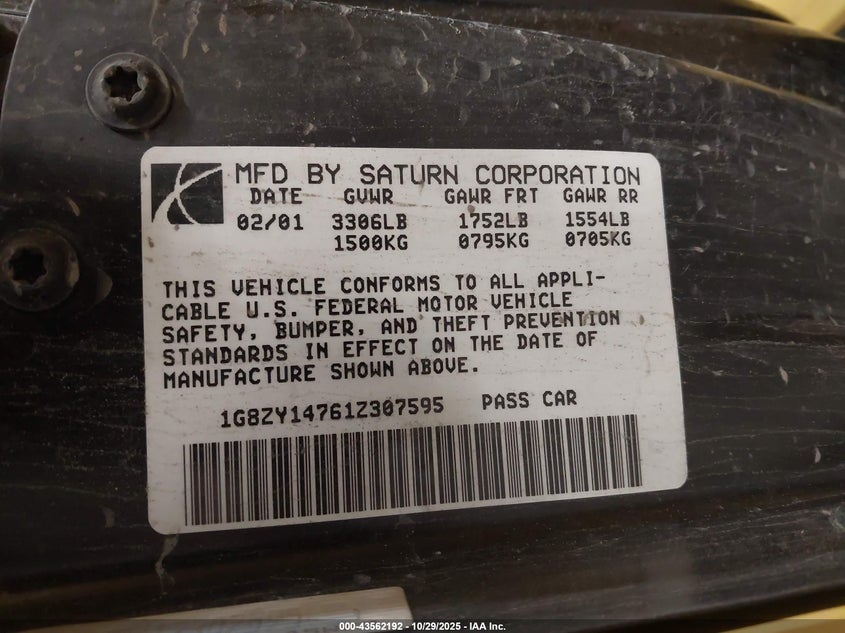 MFD BY SATURN CORPORATION
DATE GVWR GAWR FRT GAWR RR
02/01 3306LB 1752LB 1554LB
1500KG 0795KG 0705KG
THIS VEHICLE CONFORMS TO ALL APPLI-
CABLE U.S. FEDERAL MOTOR VEHICLE
SAFETY, BUMPER, AND THEFT PREVENTION
STANDARDS IN EFFECT ON THE DATE OF
MANUFACTURE SHOWN ABOVE.
1G8ZY14761Z307595 PASS CAR
000-43562192 - 10/29/2025 - IAA Inc.